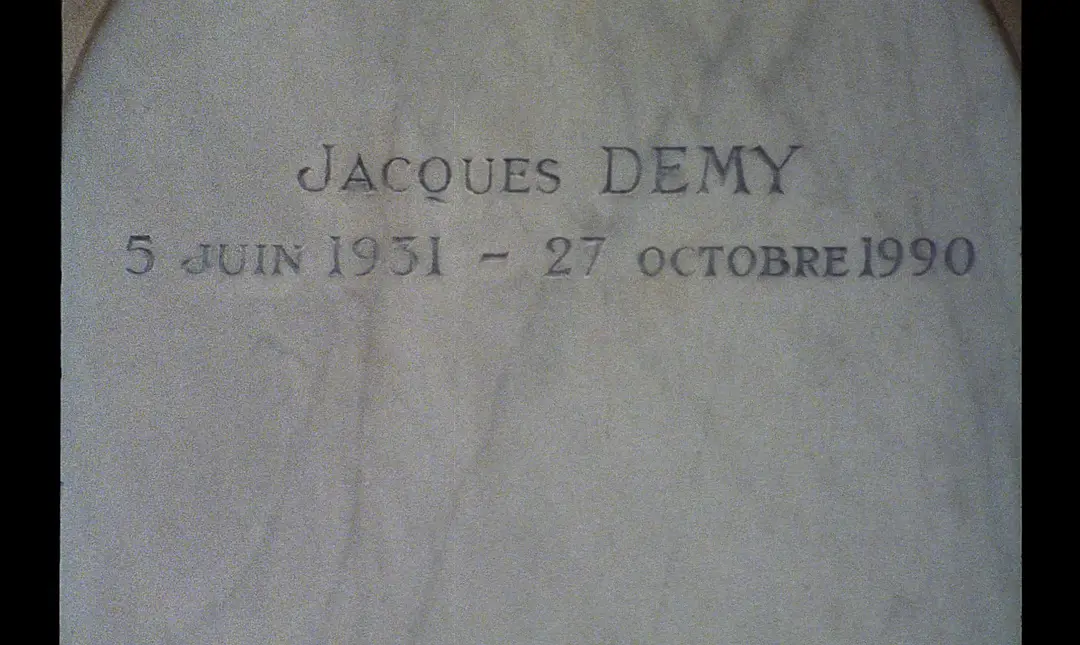 Jacques DEMY
5 JUIN 1931 - 27 OCTOBRE 1990